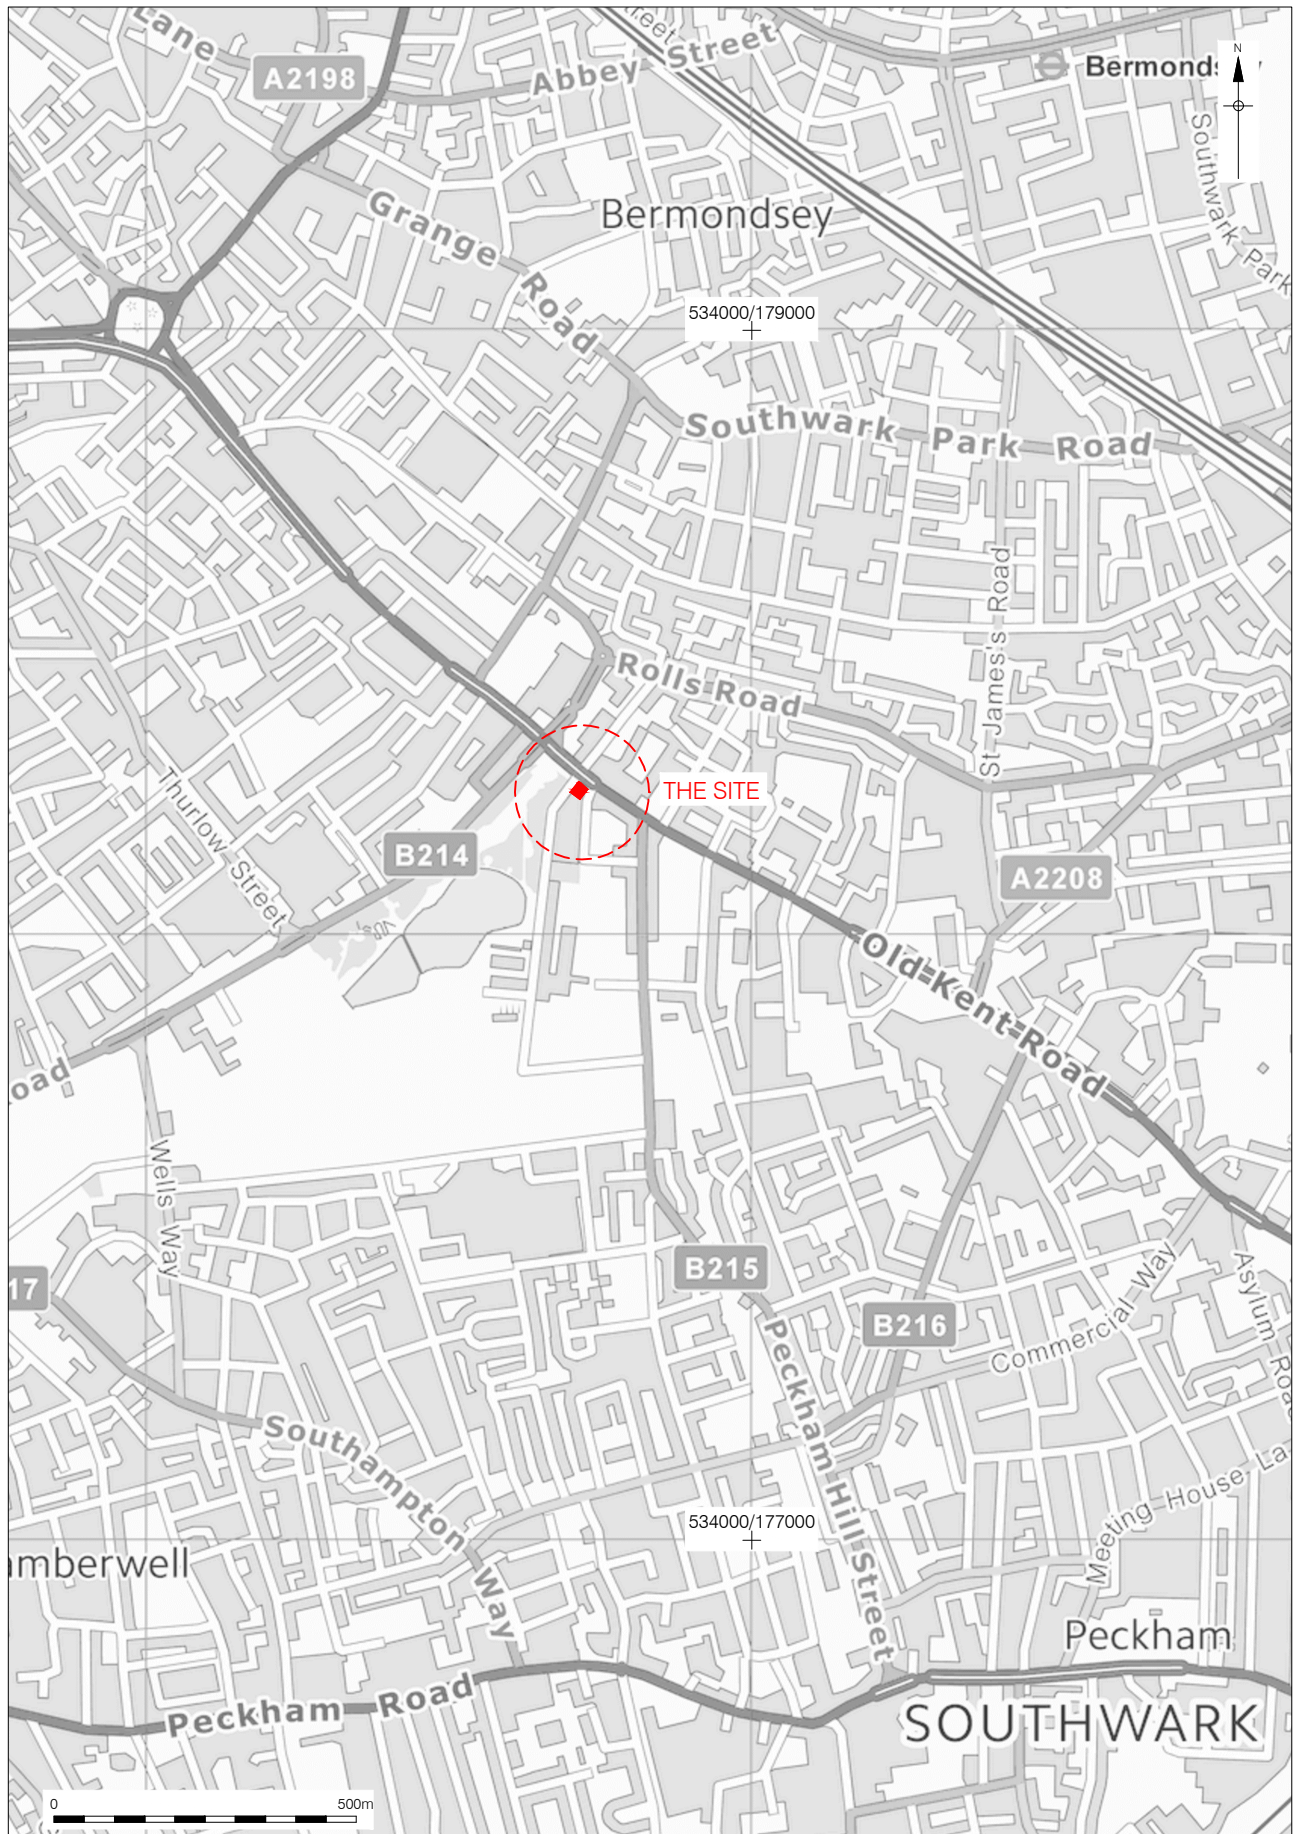 Lane
A2198
Abbey Street
Bermonds
N
Southwark Park
Grange Road
Bermondsey
534000/179000
Southwark Park Road
St James's Road
Rolls Road
THE SITE
Thurlow Street
B214
A2208
Old Kent Road
oad
Wells Way
17
B215
B216
Commercial Way
Asylum Roa
Peckham Hill Street
Southampton Way
Meeting House La
534000/177000
amberwell
Peckham
Peckham Road
SOUTHWARK
0 500m